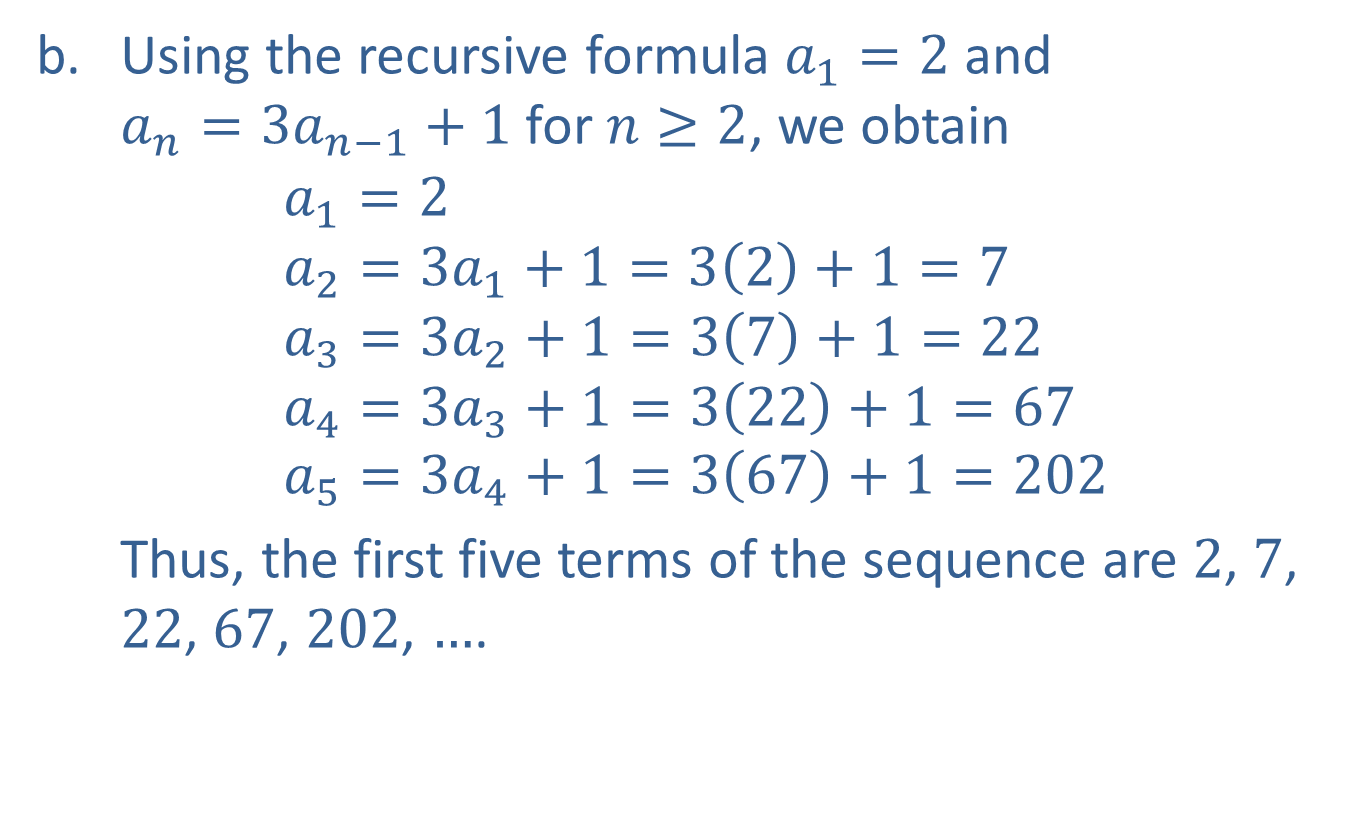 b. Using the recursive formula a₁ = 2 and
aₙ = 3aₙ₋₁ + 1 for n ≥ 2, we obtain
a₁ = 2
a₂ = 3a₁ + 1 = 3(2) + 1 = 7
a₃ = 3a₂ + 1 = 3(7) + 1 = 22
a₄ = 3a₃ + 1 = 3(22) + 1 = 67
a₅ = 3a₄ + 1 = 3(67) + 1 = 202
Thus, the first five terms of the sequence are 2, 7,
22, 67, 202, ….